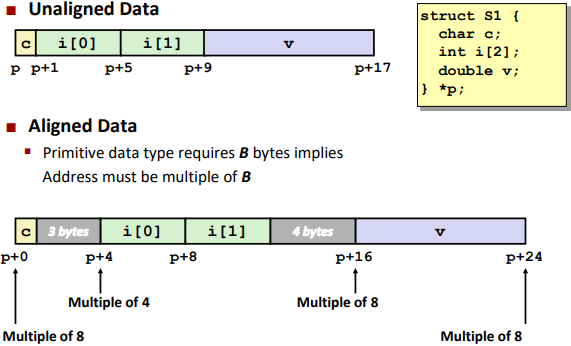 Unaligned Data
c i[0] i[1] v
p p+1 p+5 p+9 p+17
struct S1 {
char c;
int i[2];
double v;
} *p;
Aligned Data
Primitive data type requires B bytes implies
Address must be multiple of B
c 3 bytes i[0] i[1] 4 bytes v
p+0 p+4 p+8 p+16 p+24
Multiple of 4 Multiple of 8
Multiple of 8 Multiple of 8